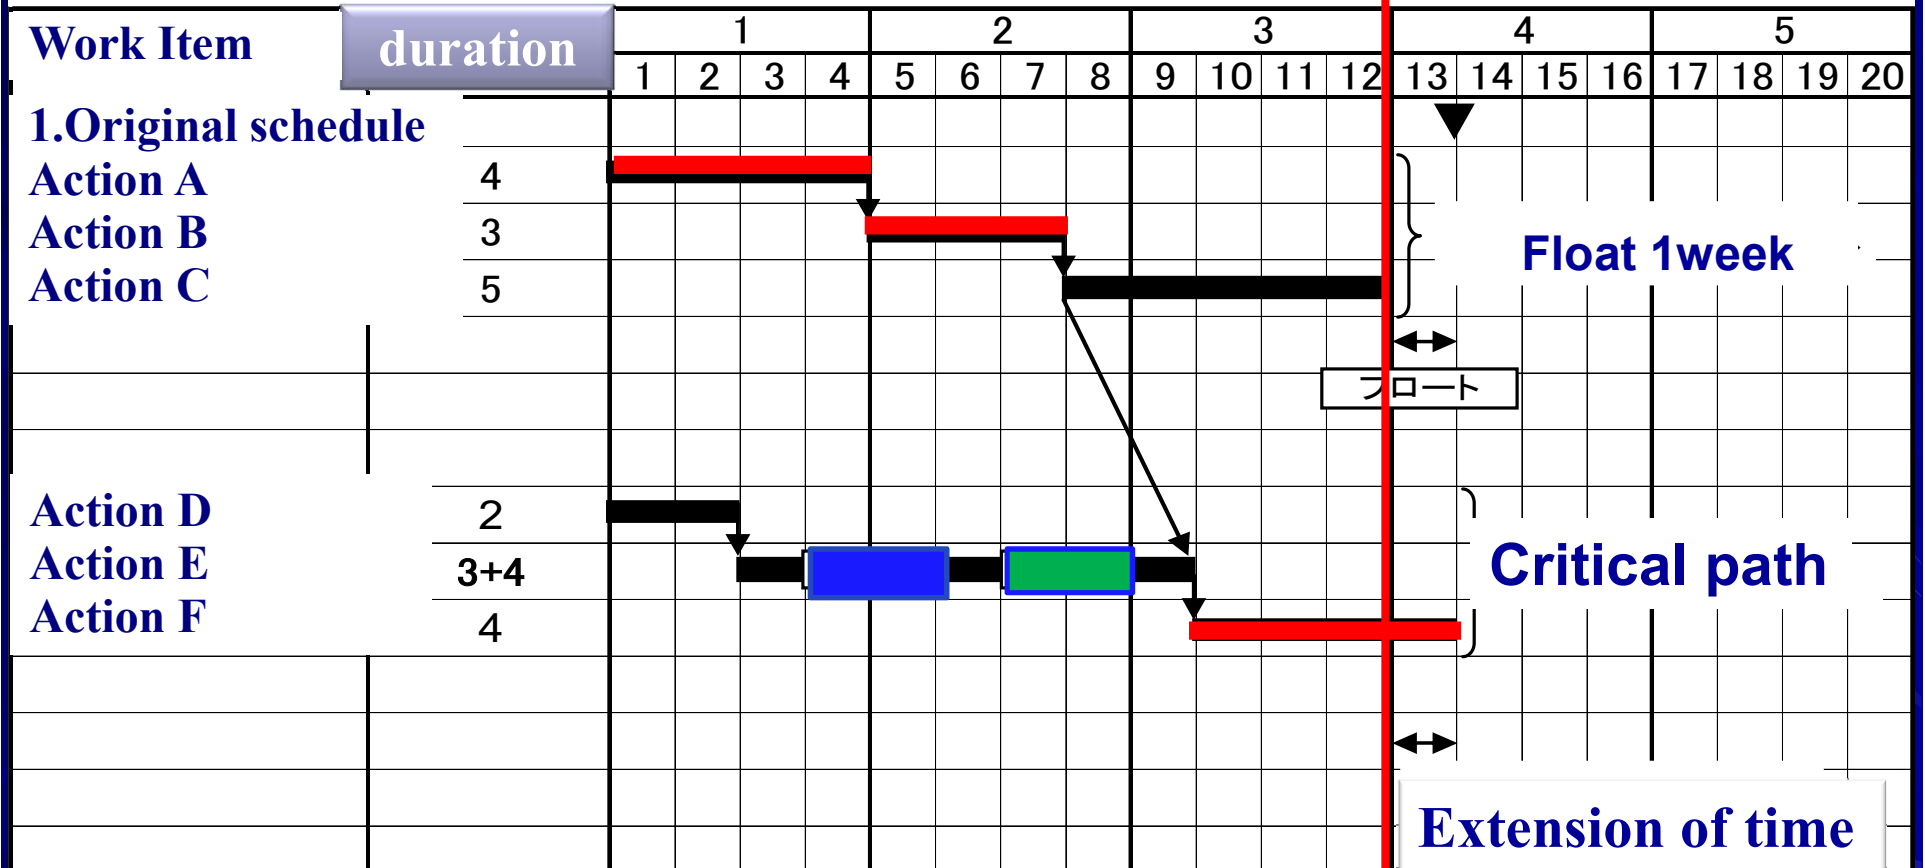 Work Item duration 1 2 3 4 5
1 2 3 4 5 6 7 8 9 10 11 12 13 14 15 16 17 18 19 20
1.Original schedule
Action A 4
Action B 3
Float 1week
Action C 5
フロート
Action D 2
Action E 3+4
Critical path
Action F 4
Extension of time